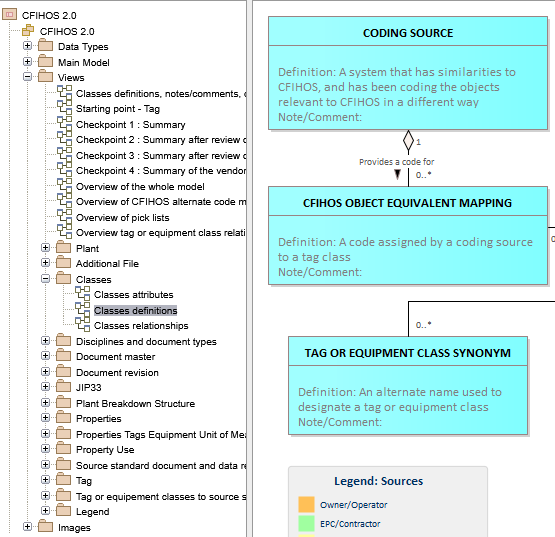 CFIHOS 2.0
CFIHOS 2.0
Data Types
Main Model
Views
Classes definitions, notes/comments,
Starting point - Tag
Checkpoint 1 : Summary
Checkpoint 2 : Summary after review
Checkpoint 3 : Summary after review
Checkpoint 4 : Summary of the vendor
Overview of the whole model
Overview of CFIHOS alternate code m
Overview of pick lists
Overview tag or equipment class relati
Plant
Additional File
Classes
Classes attributes
Classes definitions
Classes relationships
Disciplines and document types
Document master
Document revision
JIP33
Plant Breakdown Structure
Properties
Properties Tags Equipment Unit of Mea
Property Use
Source standard document and data re
Tag
Tag or equipement classes to source s
Legend
Images
CODING SOURCE
Definition: A system that has similarities to
CFIHOS, and has been coding the objects
relevant to CFIHOS in a different way
Note/Comment:
1
Provides a code for
0..*
CFIHOS OBJECT EQUIVALENT MAPPING
Definition: A code assigned by a coding source
to a tag class
Note/Comment:
0..*
TAG OR EQUIPMENT CLASS SYNONYM
Definition: An alternate name used to
designate a tag or equipment class
Note/Comment:
Legend: Sources
Owner/Operator
EPC/Contractor